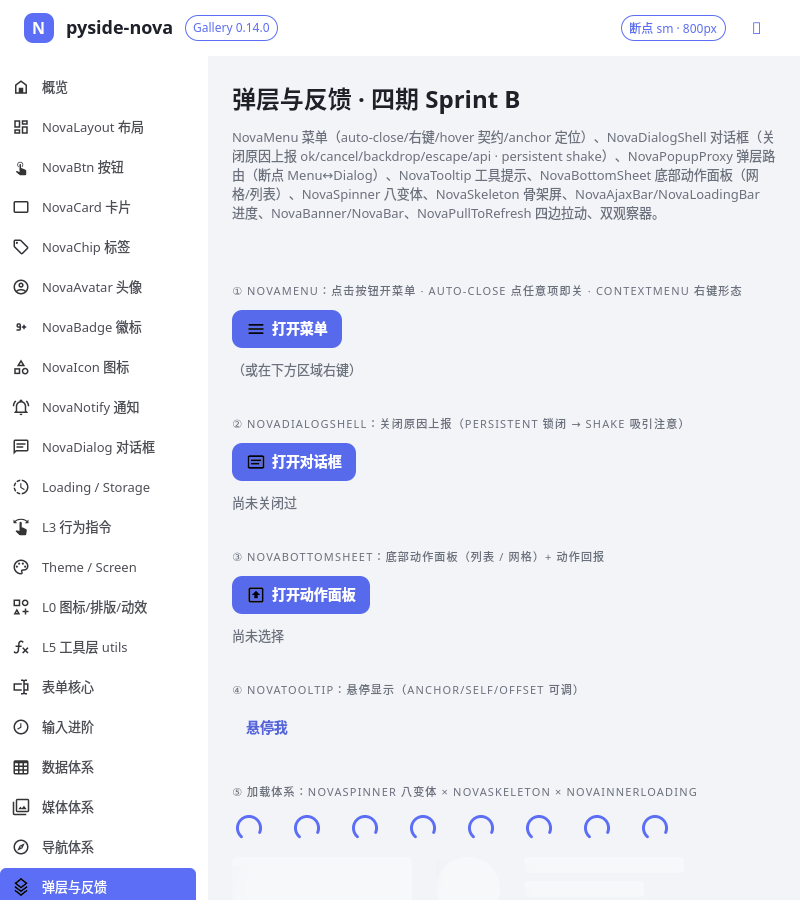 N pyside-nova Gallery 0.14.0 断点 sm · 800px
概览
NovaLayout 布局
NovaBtn 按钮
NovaCard 卡片
NovaChip 标签
NovaAvatar 头像
NovaBadge 徽标
NovaIcon 图标
NovaNotify 通知
NovaDialog 对话框
Loading / Storage
L3 行为指令
Theme / Screen
L0 图标/排版/动效
L5 工具层 utils
表单核心
输入进阶
数据体系
媒体体系
导航体系
弹层与反馈
弹层与反馈 · 四期 Sprint B
NovaMenu 菜单（auto-close/右键/hover 契约/anchor 定位）、NovaDialogShell 对话框（关
闭原因上报 ok/cancel/backdrop/escape/api · persistent shake）、NovaPopupProxy 弹层路
由（断点 Menu↔Dialog）、NovaTooltip 工具提示、NovaBottomSheet 底部动作面板（网
格/列表）、NovaSpinner 八变体、NovaSkeleton 骨架屏、NovaAjaxBar/NovaLoadingBar
进度、NovaBanner/NovaBar、NovaPullToRefresh 四边拉动、双观察器。
① NOVAMENU：点击按钮开菜单 · AUTO-CLOSE 点任意项即关 · CONTEXTMENU 右键形态
打开菜单
（或在下方区域右键）
② NOVADIALOGSHELL：关闭原因上报（PERSISTENT 锁闭 → SHAKE 吸引注意）
打开对话框
尚未关闭过
③ NOVABOTTOMSHEET：底部动作面板（列表 / 网格）+ 动作回报
打开动作面板
尚未选择
④ NOVATOOLTIP：悬停显示（ANCHOR/SELF/OFFSET 可调）
悬停我
⑤ 加载体系：NOVASPINNER 八变体 × NOVASKELETON × NOVAINNERLOADING